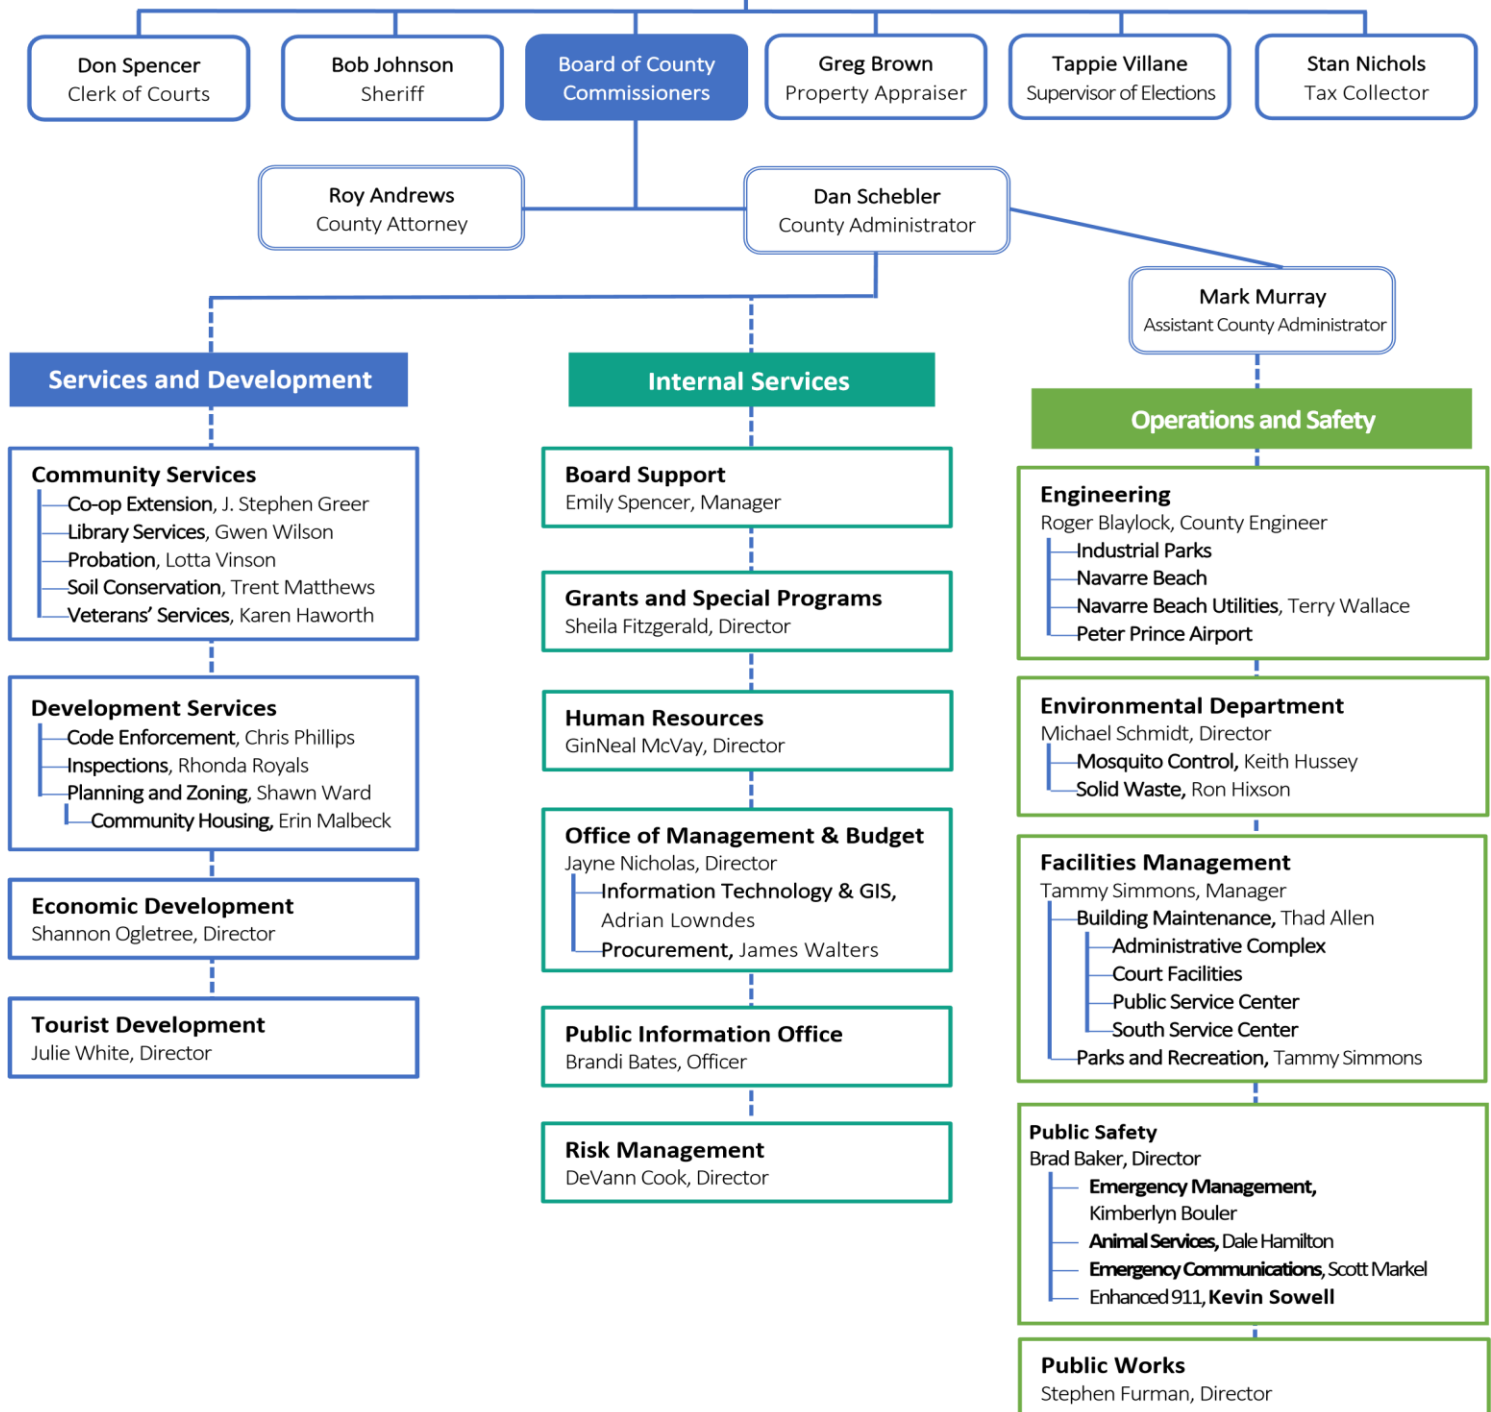 Don Spencer
Clerk of Courts
Bob Johnson
Sheriff
Board of County
Commissioners
Greg Brown
Property Appraiser
Tappie Villane
Supervisor of Elections
Stan Nichols
Tax Collector
Roy Andrews
County Attorney
Dan Schebler
County Administrator
Mark Murray
Assistant County Administrator
Services and Development
Community Services
Co-op Extension, J. Stephen Greer
Library Services, Gwen Wilson
Probation, Lotta Vinson
Soil Conservation, Trent Matthews
Veterans’ Services, Karen Haworth
Development Services
Code Enforcement, Chris Phillips
Inspections, Rhonda Royals
Planning and Zoning, Shawn Ward
Community Housing, Erin Malbeck
Economic Development
Shannon Ogletree, Director
Tourist Development
Julie White, Director
Internal Services
Board Support
Emily Spencer, Manager
Grants and Special Programs
Sheila Fitzgerald, Director
Human Resources
GinNeal McVay, Director
Office of Management & Budget
Jayne Nicholas, Director
Information Technology & GIS,
Adrian Lowndes
Procurement, James Walters
Public Information Office
Brandi Bates, Officer
Risk Management
DeVann Cook, Director
Operations and Safety
Engineering
Roger Blaylock, County Engineer
Industrial Parks
Navarre Beach
Navarre Beach Utilities, Terry Wallace
Peter Prince Airport
Environmental Department
Michael Schmidt, Director
Mosquito Control, Keith Hussey
Solid Waste, Ron Hixson
Facilities Management
Tammy Simmons, Manager
Building Maintenance, Thad Allen
Administrative Complex
Court Facilities
Public Service Center
South Service Center
Parks and Recreation, Tammy Simmons
Public Safety
Brad Baker, Director
Emergency Management,
Kimberlyn Bouler
Animal Services, Dale Hamilton
Emergency Communications, Scott Markel
Enhanced 911, Kevin Sowell
Public Works
Stephen Furman, Director